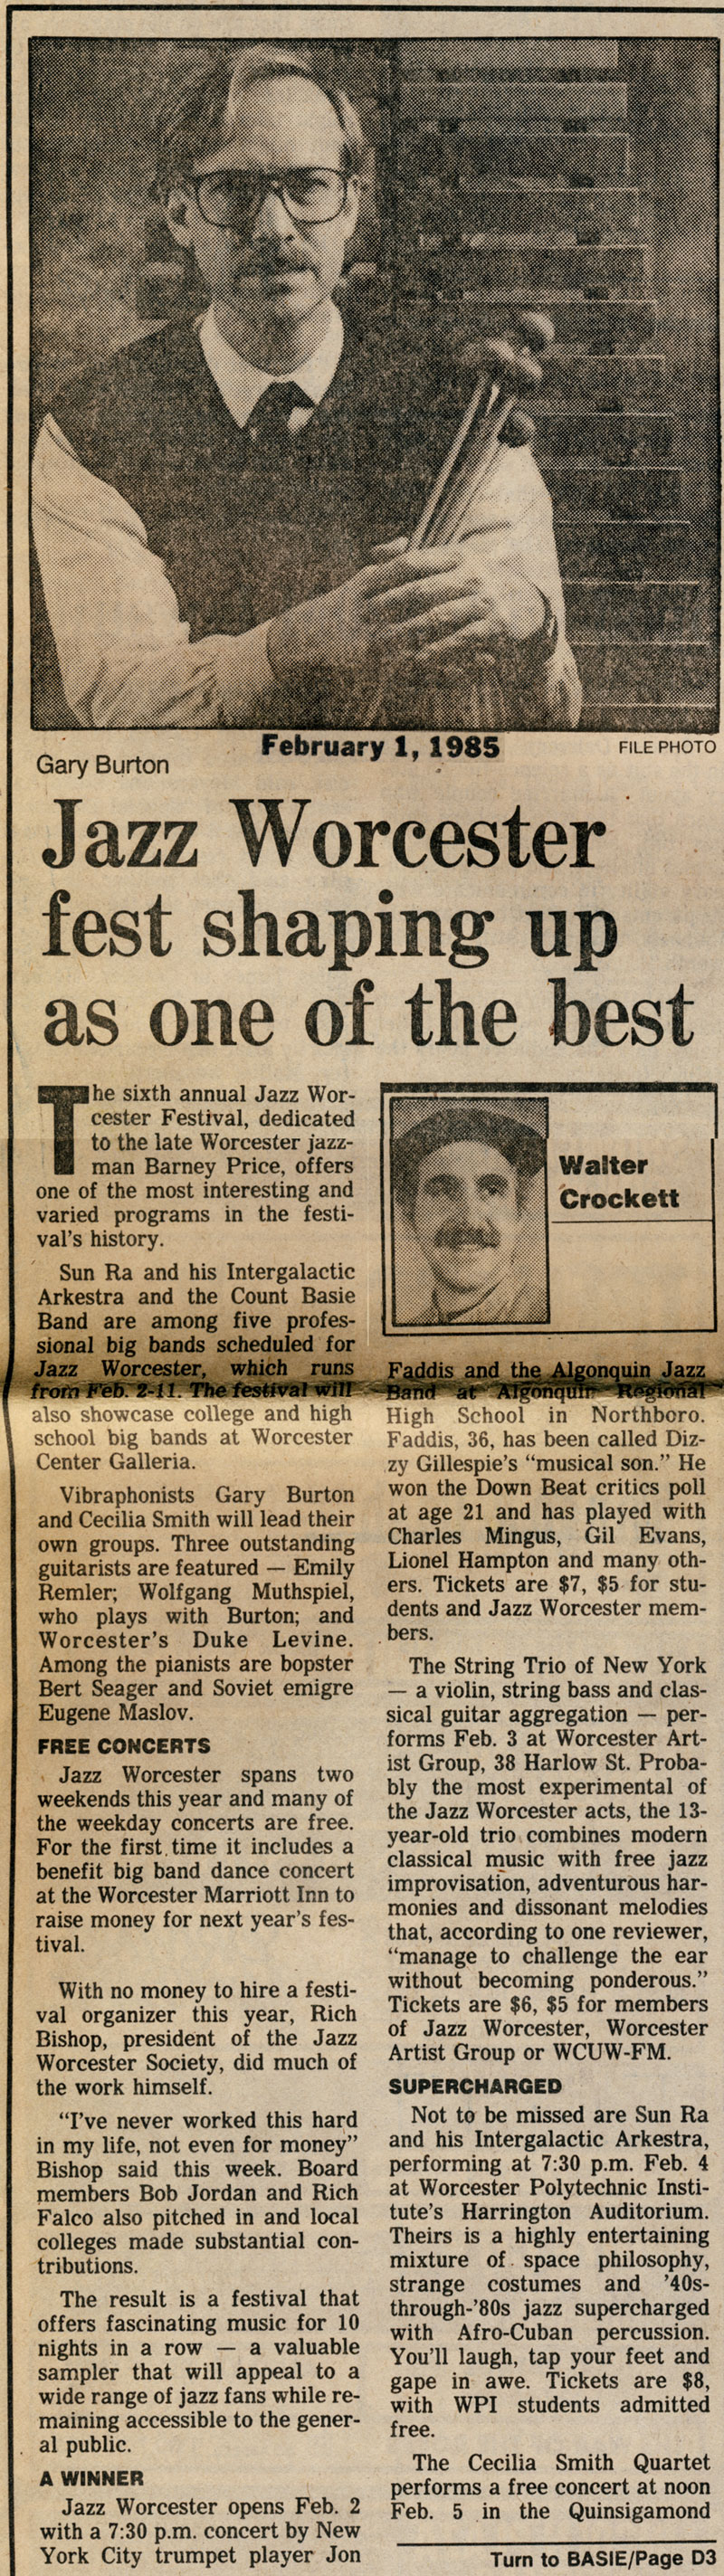 February 1, 1985
FILE PHOTO
Gary Burton
Jazz Worcester
fest shaping up
as one of the best
The sixth annual Jazz Wor-
cester Festival, dedicated
to the late Worcester jazz-
man Barney Price, offers
one of the most interesting and
varied programs in the festi-
val's history.
Sun Ra and his Intergalactic
Arkestra and the Count Basie
Band are among five profes-
sional big bands scheduled for
Jazz Worcester, which runs
from Feb. 2-11. The festival will
also showcase college and high
school big bands at Worcester
Center Galleria.
Vibraphonists Gary Burton
and Cecilia Smith will lead their
own groups. Three outstanding
guitarists are featured — Emily
Remler; Wolfgang Muthspiel,
who plays with Burton; and
Worcester's Duke Levine.
Among the pianists are bopster
Bert Seager and Soviet emigre
Eugene Maslov.
FREE CONCERTS
Jazz Worcester spans two
weekends this year and many of
the weekday concerts are free.
For the first time it includes a
benefit big band dance concert
at the Worcester Marriott Inn to
raise money for next year's fes-
tival.
With no money to hire a festi-
val organizer this year, Rich
Bishop, president of the Jazz
Worcester Society, did much of
the work himself.
"I've never worked this hard
in my life, not even for money"
Bishop said this week. Board
members Bob Jordan and Rich
Falco also pitched in and local
colleges made substantial con-
tributions.
The result is a festival that
offers fascinating music for 10
nights in a row — a valuable
sampler that will appeal to a
wide range of jazz fans while re-
maining accessible to the gener-
al public.
A WINNER
Jazz Worcester opens Feb. 2
with a 7:30 p.m. concert by New
York City trumpet player Jon
Walter
Crockett
Faddis and the Algonquin Jazz
Band at Algonquin Regional
High School in Northboro.
Faddis, 36, has been called Diz-
zy Gillespie's "musical son." He
won the Down Beat critics poll
at age 21 and has played with
Charles Mingus, Gil Evans,
Lionel Hampton and many oth-
ers. Tickets are $7, $5 for stu-
dents and Jazz Worcester mem-
bers.
The String Trio of New York
— a violin, string bass and clas-
sical guitar aggregation — per-
forms Feb. 3 at Worcester Art-
ist Group, 38 Harlow St. Proba-
bly the most experimental of
the Jazz Worcester acts, the 13-
year-old trio combines modern
classical music with free jazz
improvisation, adventurous har-
monies and dissonant melodies
that, according to one reviewer,
"manage to challenge the ear
without becoming ponderous."
Tickets are $6, $5 for members
of Jazz Worcester, Worcester
Artist Group or WCUW-FM.
SUPERCHARGED
Not to be missed are Sun Ra
and his Intergalactic Arkestra,
performing at 7:30 p.m. Feb. 4
at Worcester Polytechnic Insti-
tute's Harrington Auditorium.
Theirs is a highly entertaining
mixture of space philosophy,
strange costumes and '40s-
through-'80s jazz supercharged
with Afro-Cuban percussion.
You'll laugh, tap your feet and
gape in awe. Tickets are $8,
with WPI students admitted
free.
The Cecilia Smith Quartet
performs a free concert at noon
Feb. 5 in the Quinsigamond
Turn to BASIE/Page D3